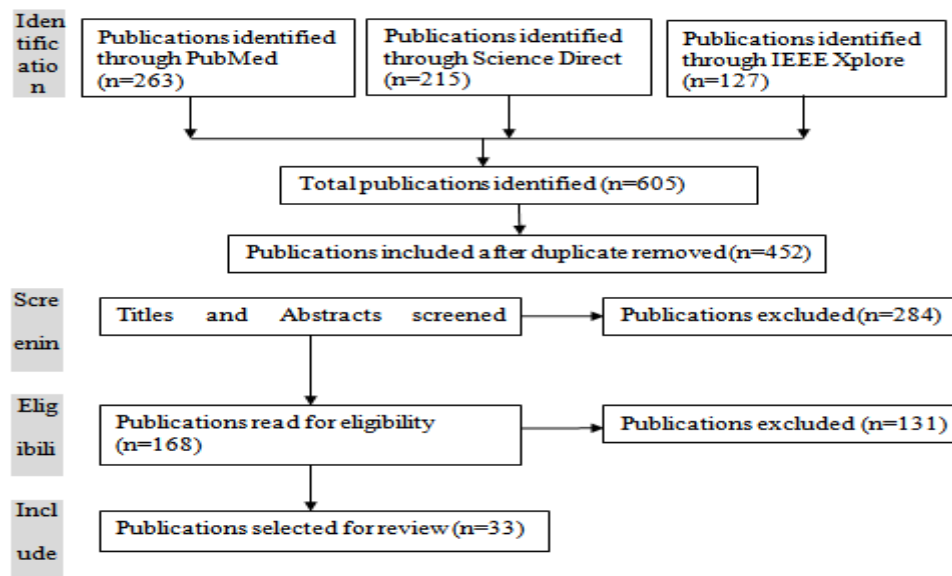 Iden
tific
atio
n
Publications identified
through PubMed
(n=263)
Publications identified
through Science Direct
(n=215)
Publications identified
through IEEE Xplore
(n=127)
Total publications identified (n=605)
Publications included after duplicate removed (n=452)
Scre
enin
Titles and Abstracts screened
Publications excluded (n=284)
Elig
ibili
Publications read for eligibility
(n=168)
Publications excluded (n=131)
Incl
ude
Publications selected for review (n=33)